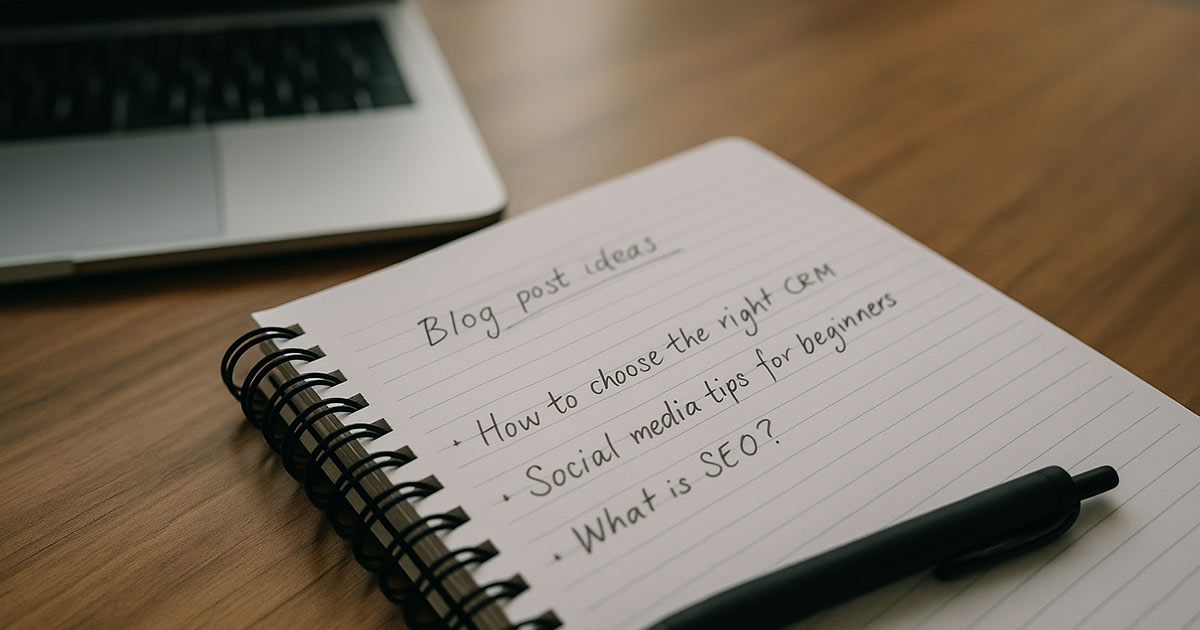 Blog post ideas
· How to choose the right CRM
· Social media tips for beginners
· What is SEO?